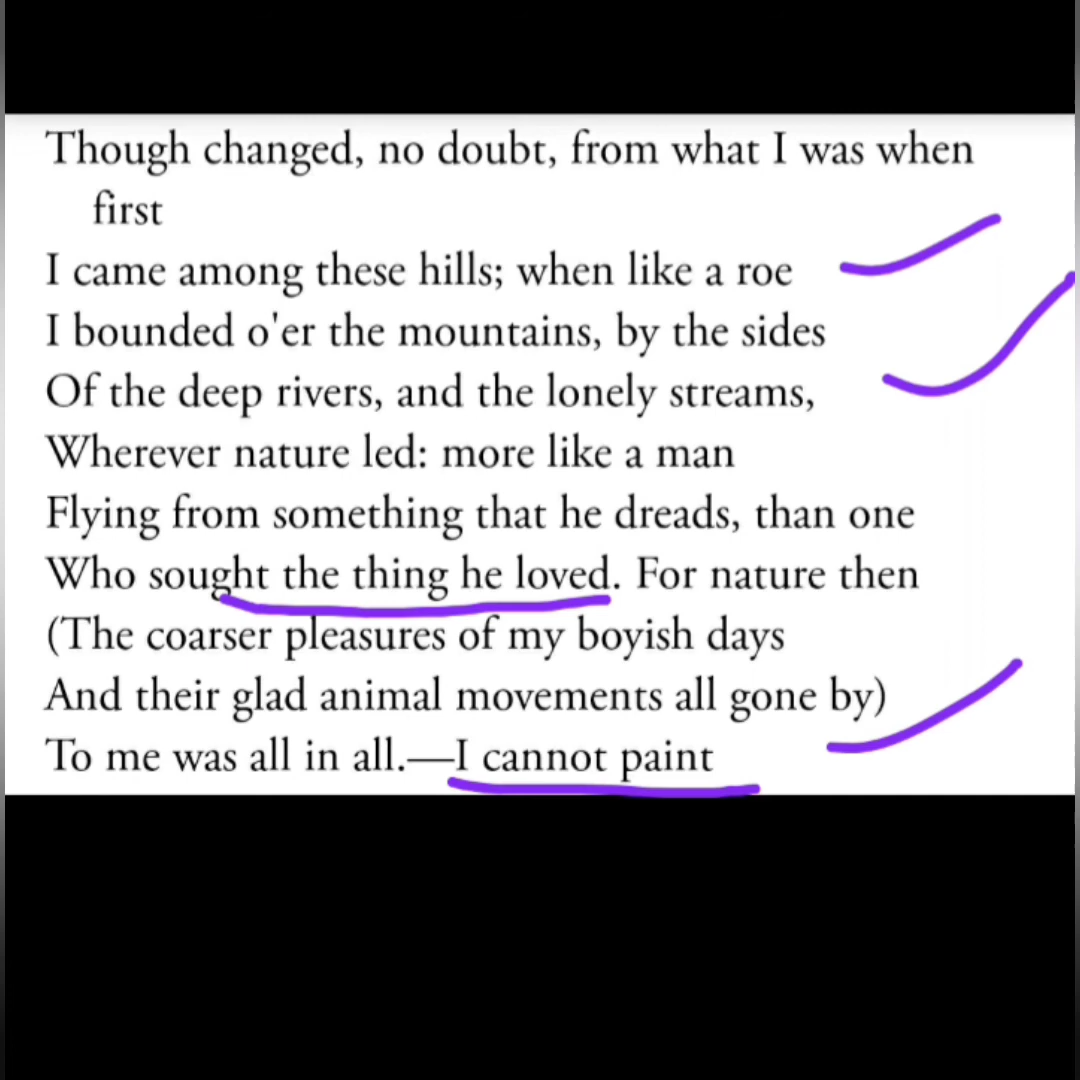 Though changed, no doubt, from what I was when
first
I came among these hills; when like a roe
I bounded o'er the mountains, by the sides
Of the deep rivers, and the lonely streams,
Wherever nature led: more like a man
Flying from something that he dreads, than one
Who sought the thing he loved. For nature then
(The coarser pleasures of my boyish days
And their glad animal movements all gone by)
To me was all in all.—I cannot paint